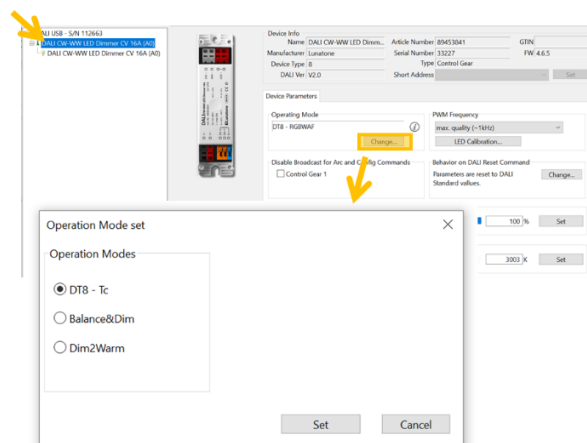 DALI USB - S/N 112663
DALI CW-WW LED Dimmer CV 16A (A0)
DALI CW-WW LED Dimmer CV 16A (A0)
Device Info
Name DALI CW-WW LED Dimm... Article Number 89453841 GTIN
Manufacturer Lunatone Serial Number 33227 FW 4.6.5
Device Type 8 Type Control Gear
DALI Ver V2.0 Short Address Set
Device Parameters
Operating Mode PWM Frequency
DT8 - RGBWAF i max. quality (~1kHz)
Change... LED Calibration...
Disable Broadcast for Arc and Config Commands Behavior on DALI Reset Command
Control Gear 1 Parameters are reset to DALI Standard vallues. Change...
100 % Set
3003 K Set
Operation Mode set
Operation Modes
DT8 - Tc
Balance&Dim
Dim2Warm
Set Cancel